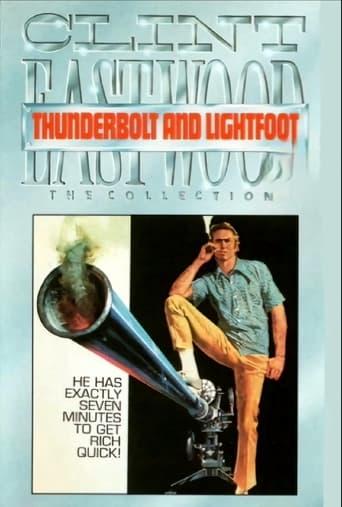 CLINT
EASTWOOD
THUNDERBOLT AND LIGHTFOOT
THE COLLECTION
HE HAS
EXACTLY
SEVEN
MINUTES
TO GET
RICH
QUICK!